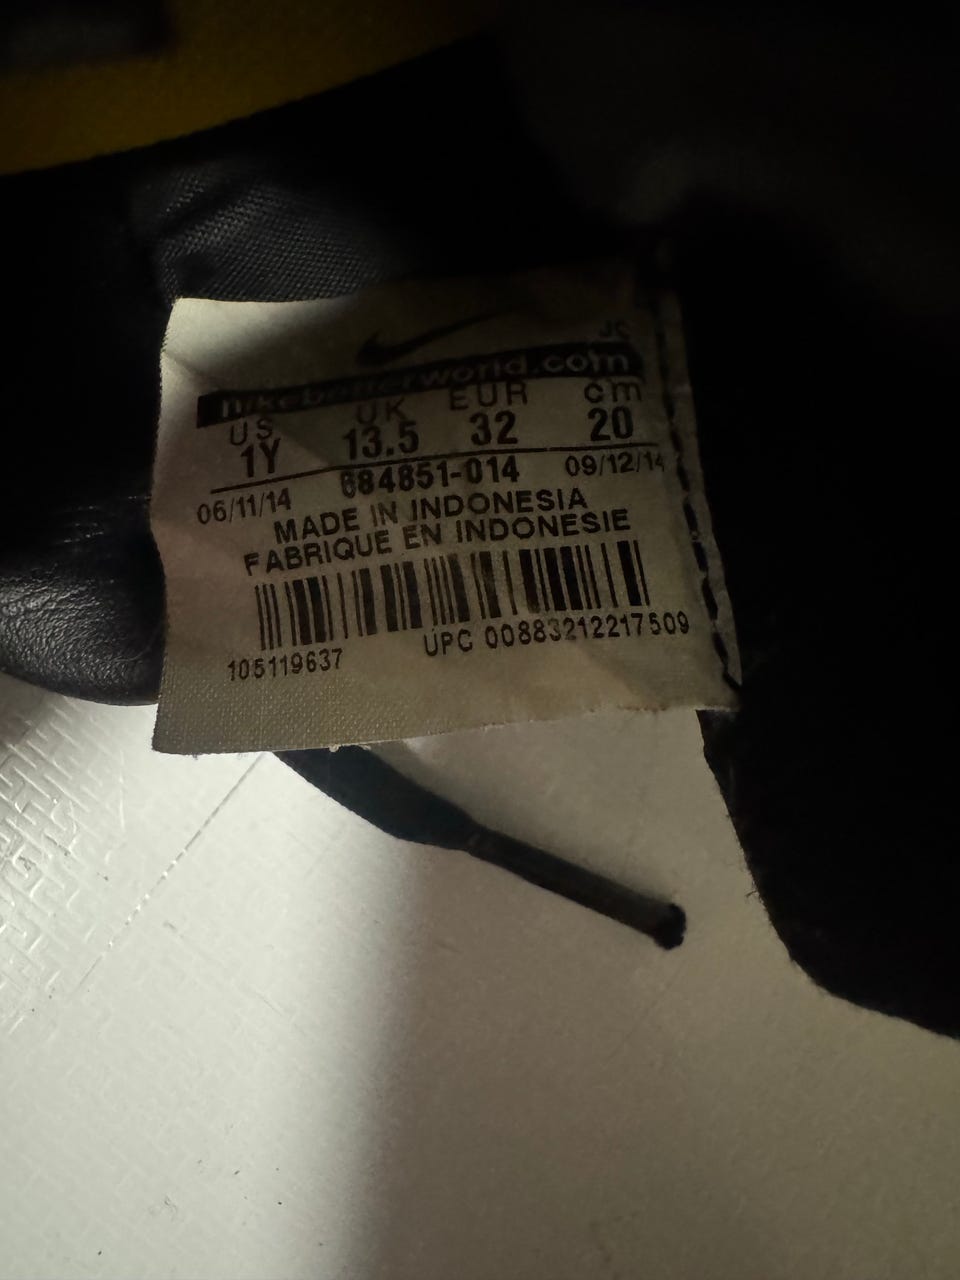 JC
nikebetterworld.com
US UK EUR cm
1Y 13.5 32 20
06/11/14 684851-014 09/12/14
MADE IN INDONESIA
FABRIQUE EN INDONESIE
105119637 UPC 00883212217509